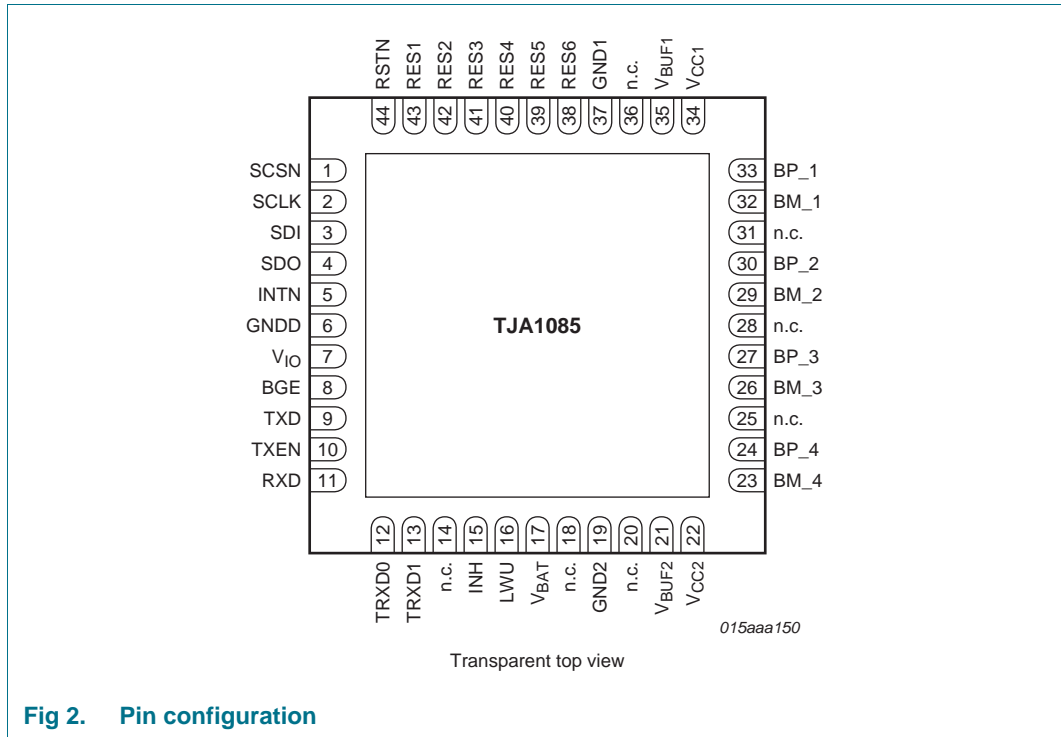 RSTN RES1 RES2 RES3 RES4 RES5 RES6 GND1 n.c. VBUF1 VCC1
44 43 42 41 40 39 38 37 36 35 34
SCSN 1 33 BP_1
SCLK 2 32 BM_1
SDI 3 31 n.c.
SDO 4 30 BP_2
INTN 5 TJA1085 29 BM_2
GNDD 6 28 n.c.
VIO 7 27 BP_3
BGE 8 26 BM_3
TXD 9 25 n.c.
TXEN 10 24 BP_4
RXD 11 23 BM_4
12 13 14 15 16 17 18 19 20 21 22
TRXD0 TRXD1 n.c. INH LWU VBAT n.c. GND2 n.c. VBUF2 VCC2
015aaa150
Transparent top view
Fig 2. Pin configuration